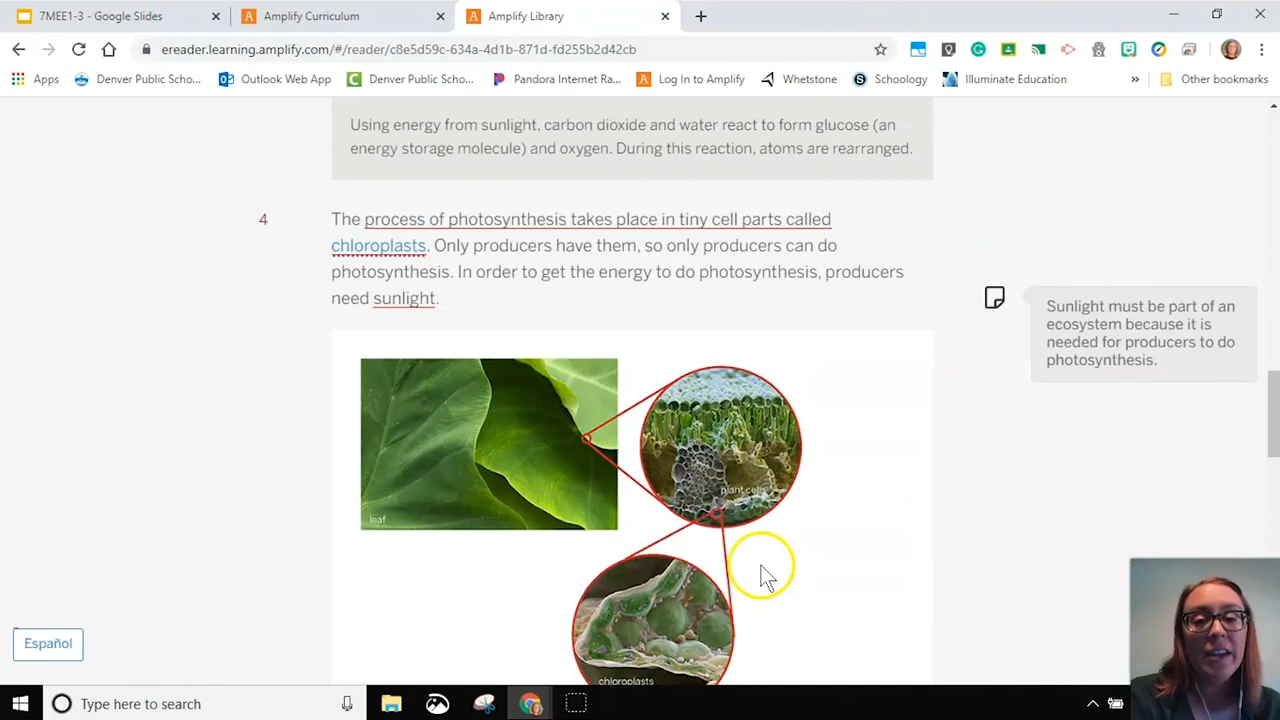 7MEE1-3 - Google Slides
Amplify Curriculum
Amplify Library
ereader.learning.amplify.com/#/reader/c8e5d59c-634a-4d1b-871d-fd255b2d42cb
Apps
Denver Public Scho...
Outlook Web App
Denver Public Scho...
Pandora Internet Ra...
Log In to Amplify
Whetstone
Schoology
Illuminate Education
»
Other bookmarks
Using energy from sunlight, carbon dioxide and water react to form glucose (an
energy storage molecule) and oxygen. During this reaction, atoms are rearranged.
4
The process of photosynthesis takes place in tiny cell parts called
chloroplasts. Only producers have them, so only producers can do
photosynthesis. In order to get the energy to do photosynthesis, producers
need sunlight.
Sunlight must be part of an
ecosystem because it is
needed for producers to do
photosynthesis.
leaf
plant cells
chloroplasts
Español
Type here to search